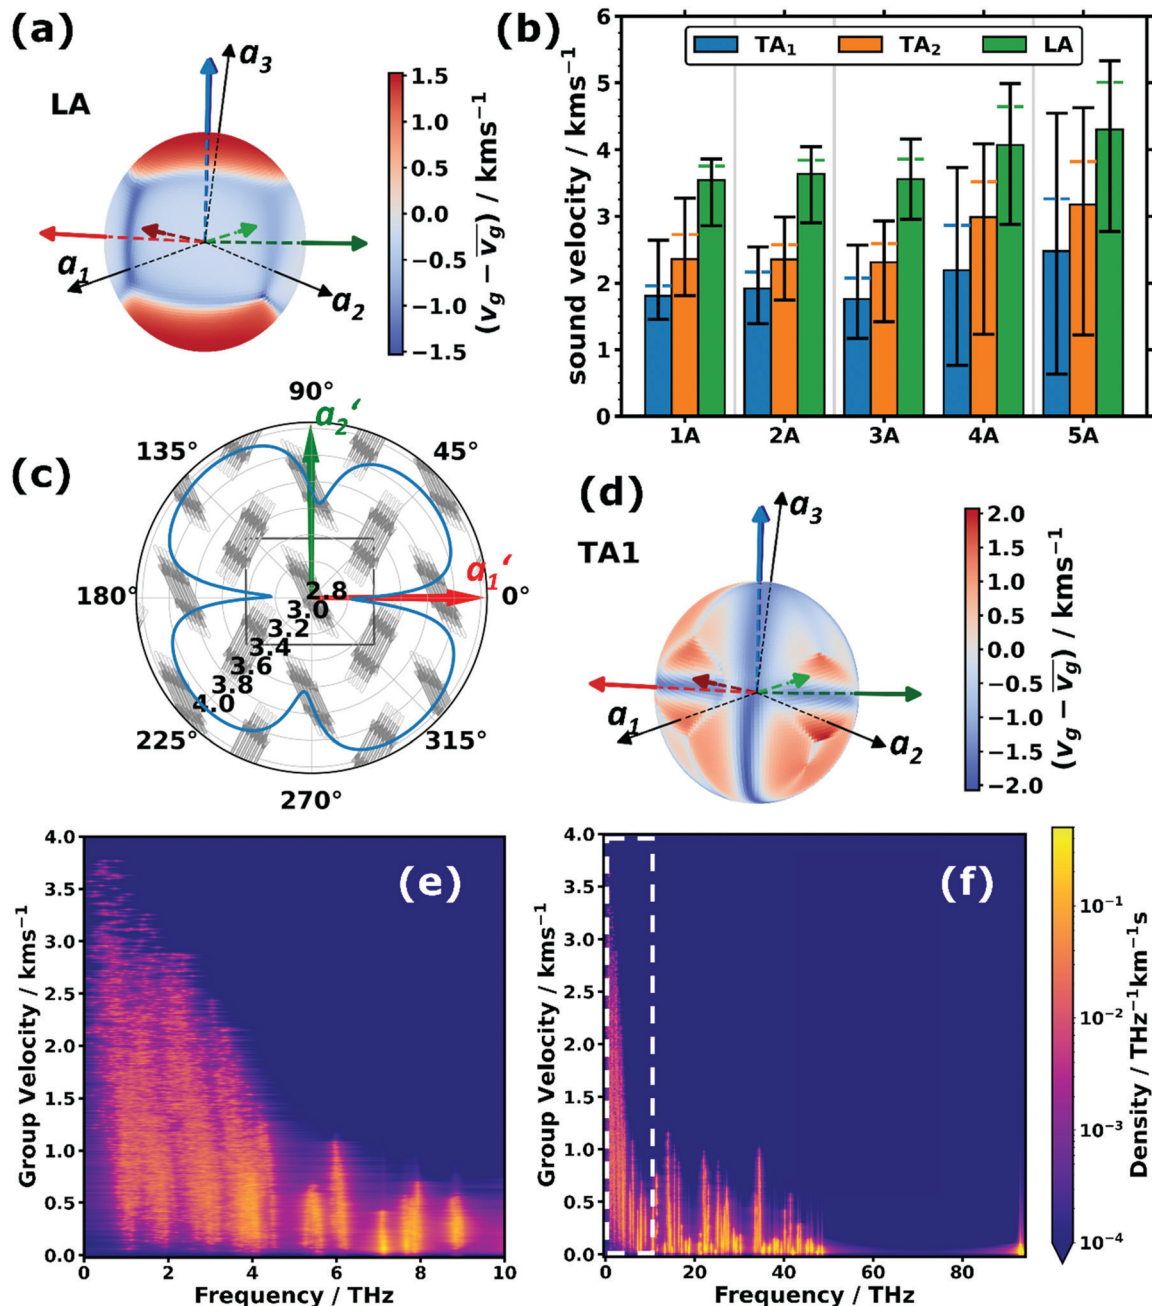 (a)
LA
a3
a1
a2
1.5
1.0
0.5
0.0
−0.5
−1.0
−1.5
(vg − vg) / kms−1
(b)
TA1 TA2 LA
sound velocity / kms−1
6
5
4
3
2
1
0
1A 2A 3A 4A 5A
(c)
90°
a2‘
135° 45°
180° a1‘ 0°
2.8
3.0
3.2
3.4
3.6
3.8
4.0
225° 315°
270°
(d)
TA1
a3
a1
a2
2.0
1.5
1.0
0.5
0.0
−0.5
−1.0
−1.5
−2.0
(vg − vg) / kms−1
(e)
Group Velocity / kms−1
4.0
3.5
3.0
2.5
2.0
1.5
1.0
0.5
0.0
0 2 4 6 8 10
Frequency / THz
(f)
Group Velocity / kms−1
4.0
3.5
3.0
2.5
2.0
1.5
1.0
0.5
0.0
0 20 40 60 80
Frequency / THz
10−1
10−2
10−3
10−4
Density / THz−1km−1s